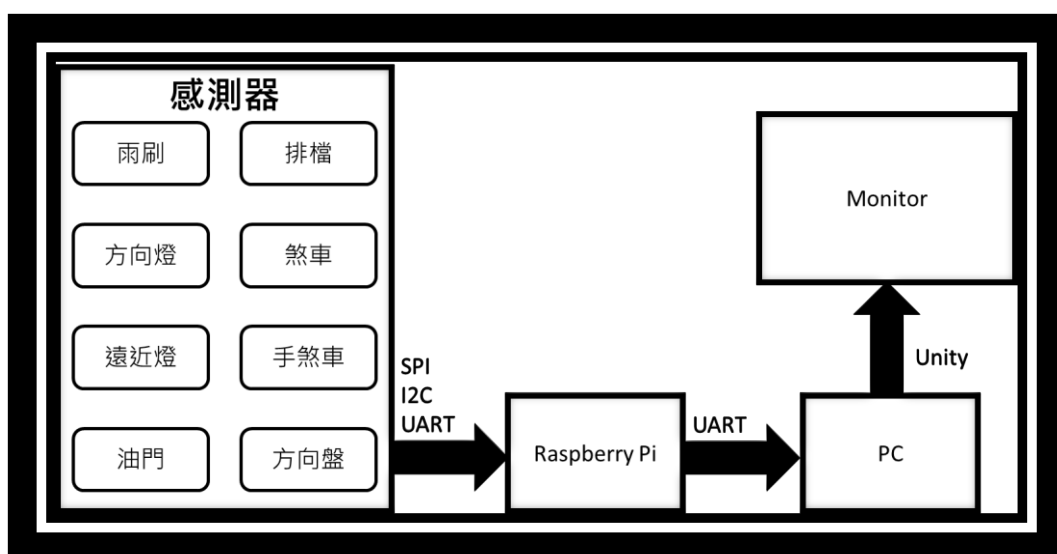 感測器
雨刷
排檔
方向燈
煞車
遠近燈
手煞車
油門
方向盤
SPI
I2C
UART
Raspberry Pi
UART
PC
Unity
Monitor